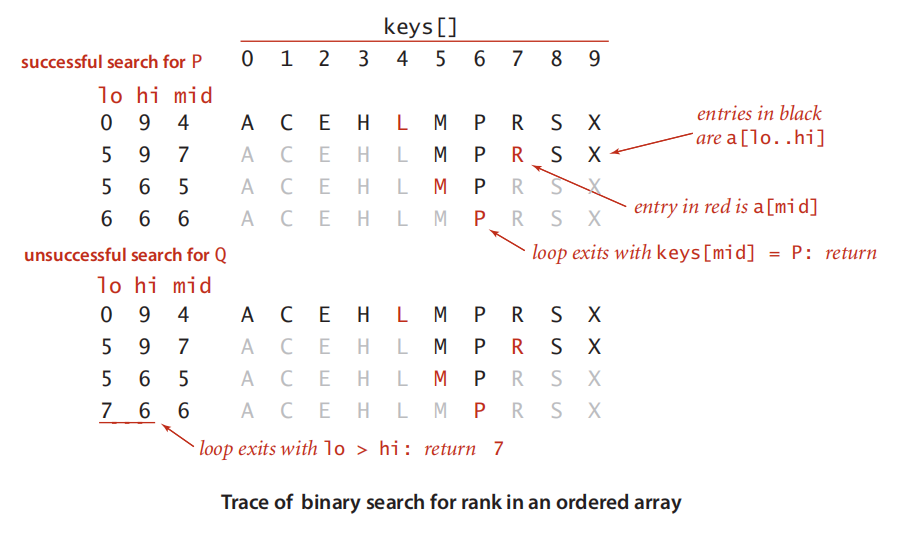 keys[]
successful search for P 0 1 2 3 4 5 6 7 8 9
lo hi mid
0 9 4 A C E H L M P R S X
entries in black
are a[lo..hi]
5 9 7 A C E H L M P R S X
5 6 5 A C E H L M P R S X
entry in red is a[mid]
6 6 6 A C E H L M P R S X
loop exits with keys[mid] = P: return
unsuccessful search for Q
lo hi mid
0 9 4 A C E H L M P R S X
5 9 7 A C E H L M P R S X
5 6 5 A C E H L M P R S X
7 6 6 A C E H L M P R S X
loop exits with lo > hi: return 7
Trace of binary search for rank in an ordered array